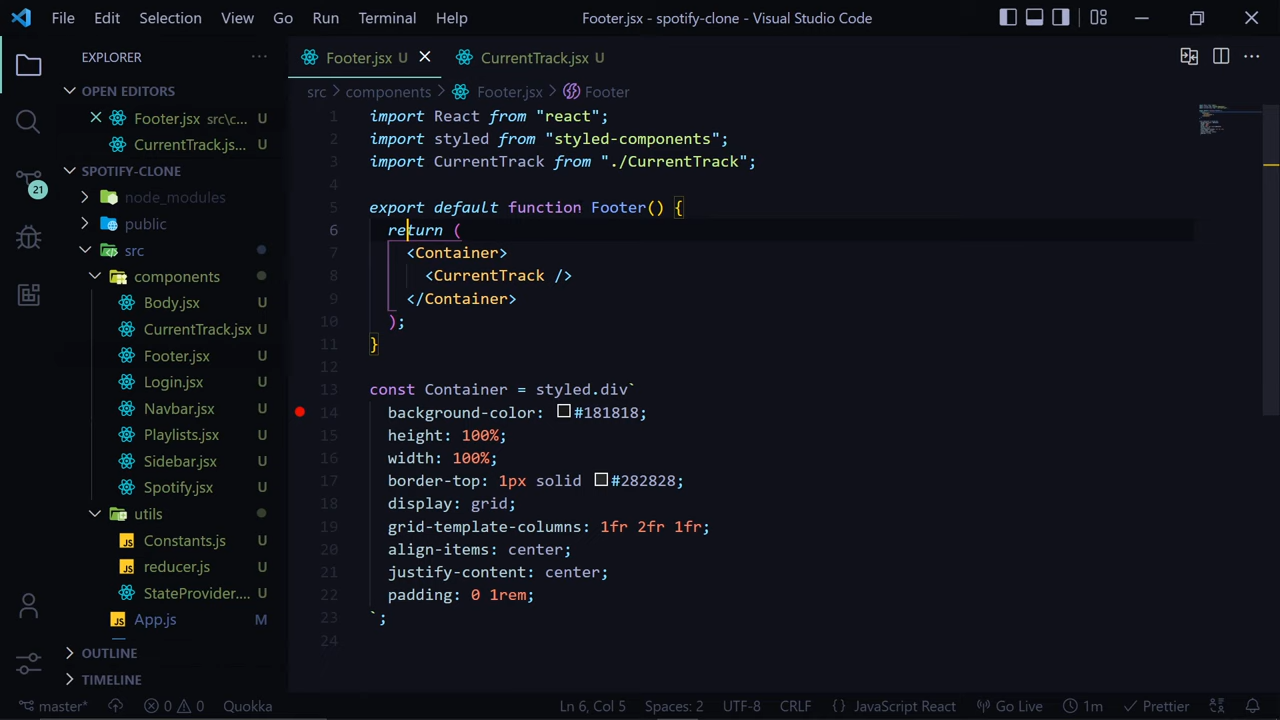 File Edit Selection View Go Run Terminal Help Footer.jsx - spotify-clone - Visual Studio Code
EXPLORER
OPEN EDITORS
Footer.jsx src\c... U
CurrentTrack.js... U
SPOTIFY-CLONE
node_modules
public
src
components
Body.jsx U
CurrentTrack.jsx U
Footer.jsx U
Login.jsx U
Navbar.jsx U
Playlists.jsx U
Sidebar.jsx U
Spotify.jsx U
utils
Constants.js U
reducer.js U
StateProvider.... U
App.js M
OUTLINE
TIMELINE
21
Footer.jsx U CurrentTrack.jsx U
src > components > Footer.jsx > Footer
1 import React from "react";
2 import styled from "styled-components";
3 import CurrentTrack from "./CurrentTrack";
4
5 export default function Footer() {
6 return (
7 <Container>
8 <CurrentTrack />
9 </Container>
10 );
11 }
12
13 const Container = styled.div`
14 background-color: #181818;
15 height: 100%;
16 width: 100%;
17 border-top: 1px solid #282828;
18 display: grid;
19 grid-template-columns: 1fr 2fr 1fr;
20 align-items: center;
21 justify-content: center;
22 padding: 0 1rem;
23 `;
24
master* 0 0 Quokka Ln 6, Col 5 Spaces: 2 UTF-8 CRLF {} JavaScript React Go Live 1m Prettier